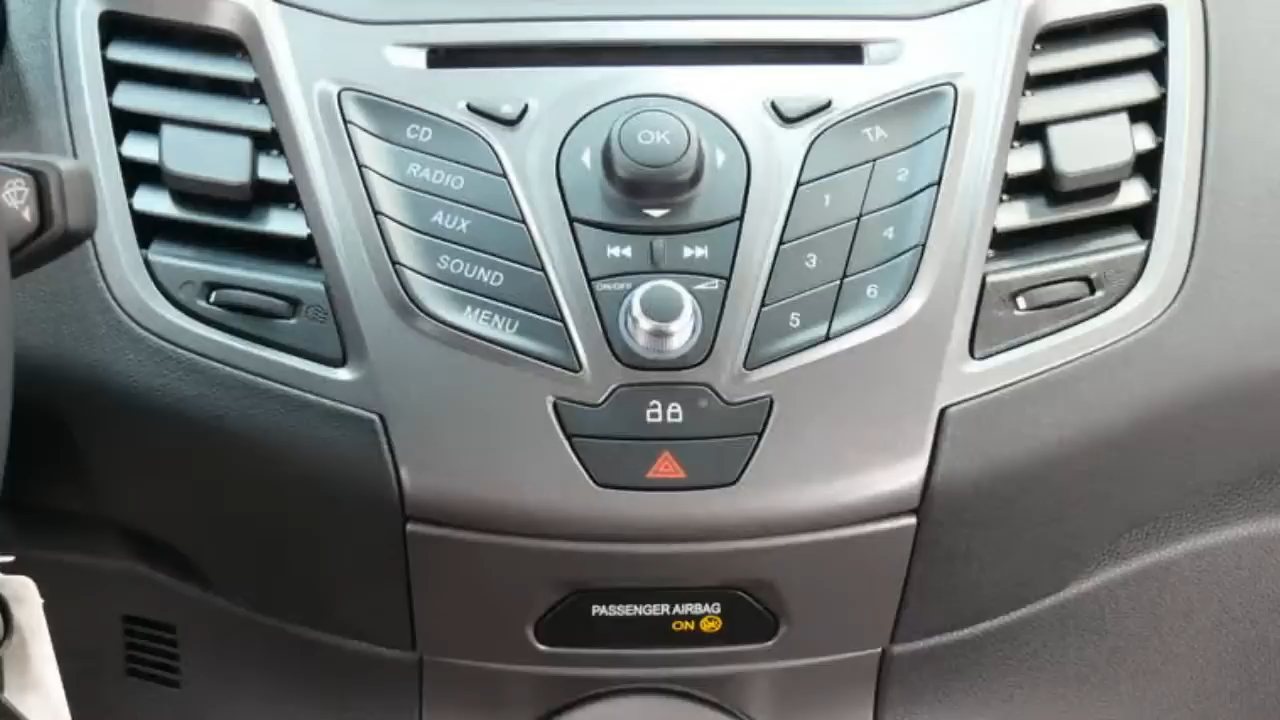 CD
RADIO
AUX
SOUND
MENU
OK
ON/OFF
TA
1 2
3 4
5 6
PASSENGER AIRBAG
ON